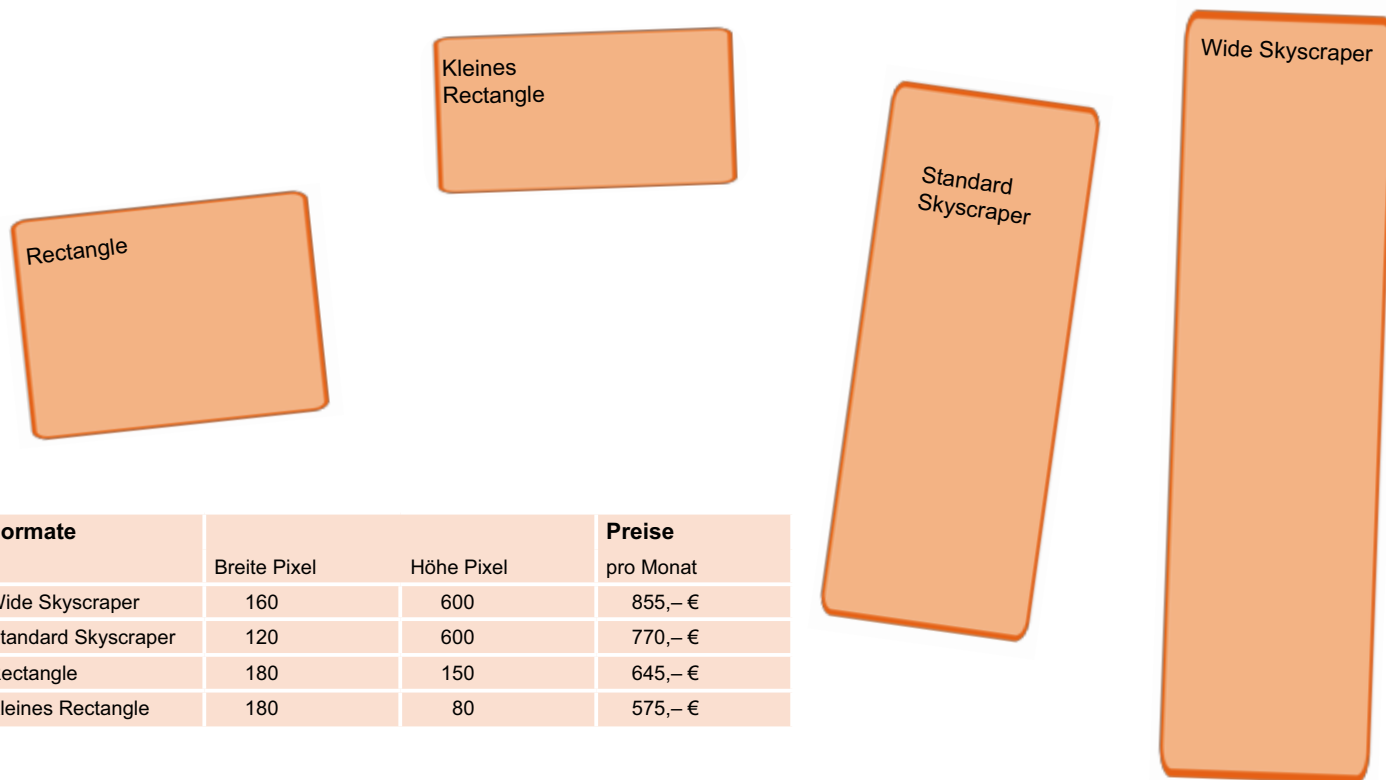 Wide Skyscraper
Kleines
Rectangle
Standard
Skyscraper
Rectangle
ormate Preise
Breite Pixel Höhe Pixel pro Monat
Wide Skyscraper 160 600 855,– €
tandard Skyscraper 120 600 770,– €
ectangle 180 150 645,– €
leines Rectangle 180 80 575,– €